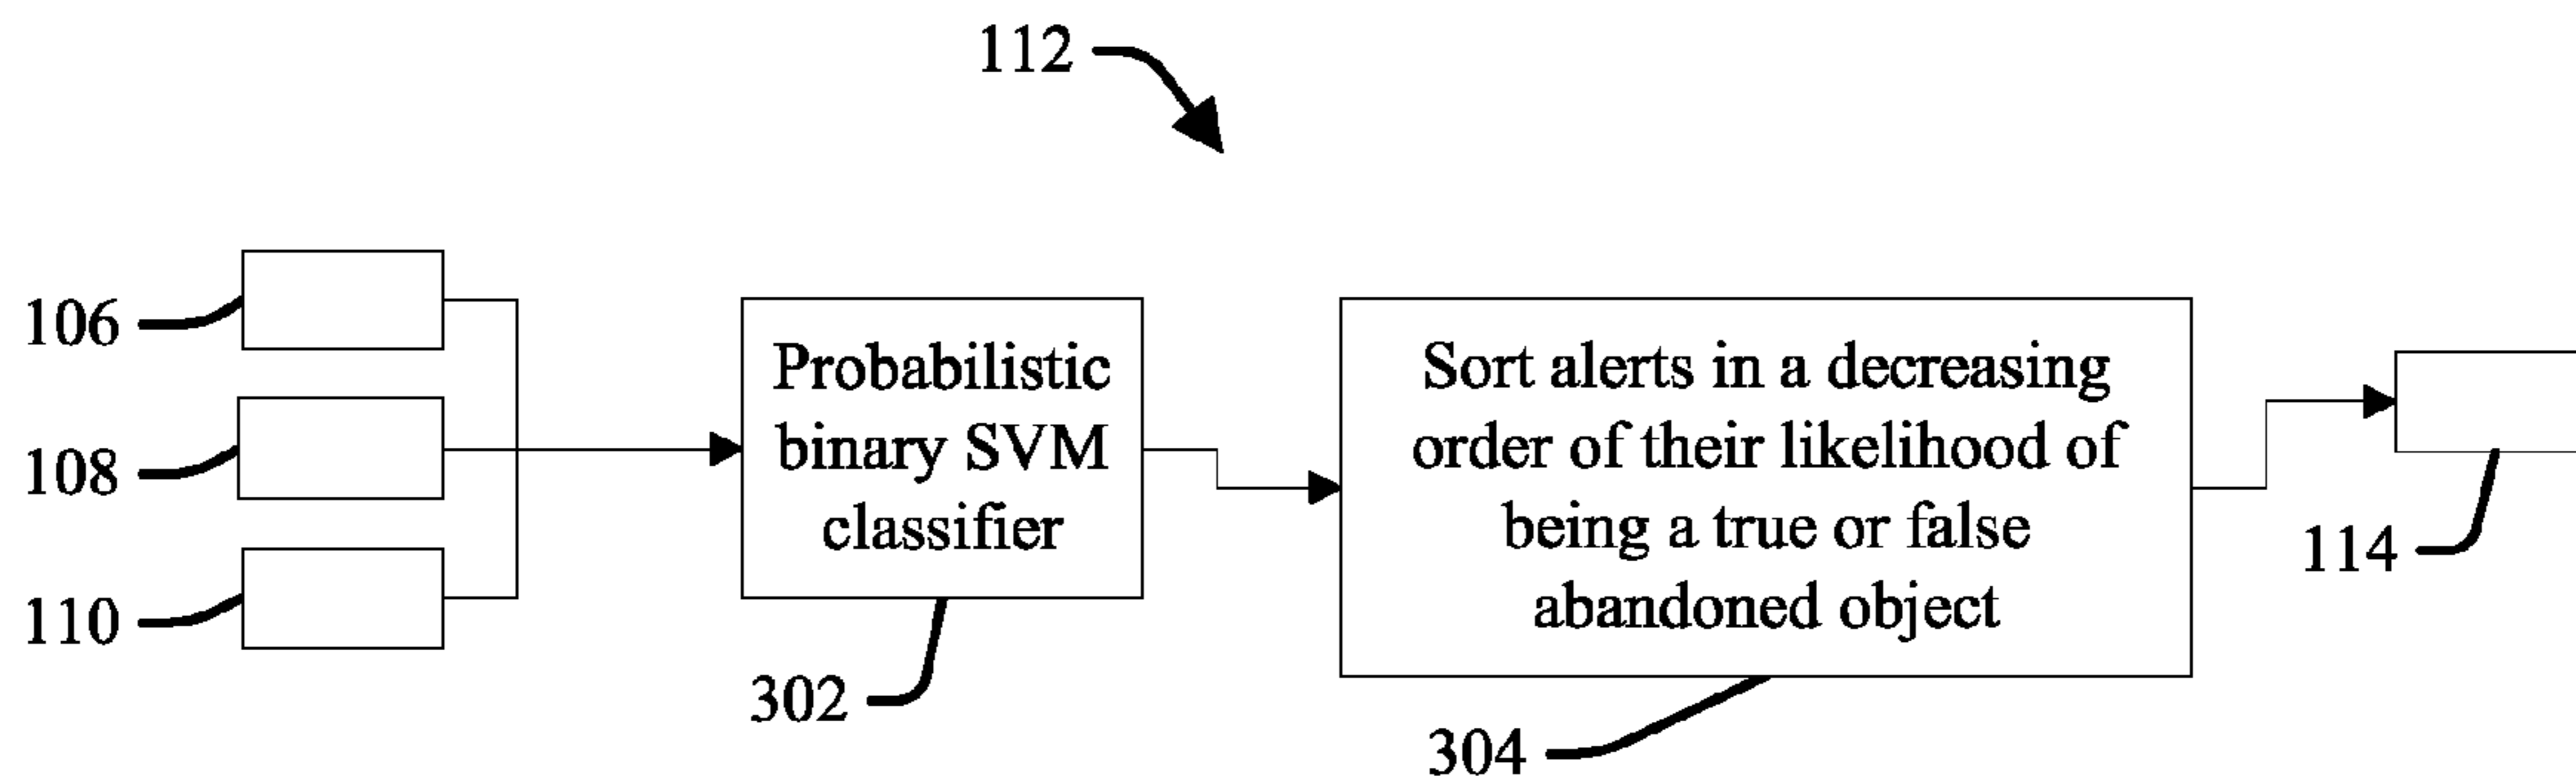 112
106
108
110
Probabilistic
binary SVM
classifier
302
Sort alerts in a decreasing
order of their likelihood of
being a true or false
abandoned object
304
114